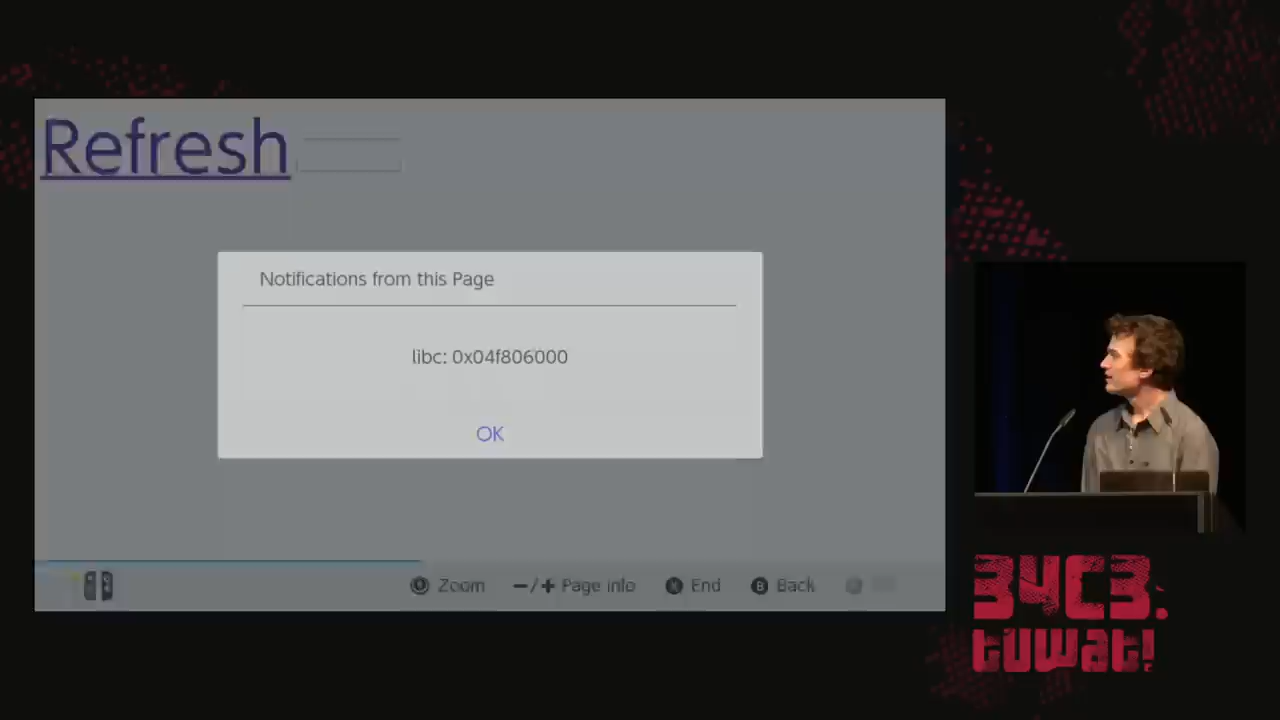 Refresh
Notifications from this Page
libc: 0x04f806000
OK
Zoom
−/+ Page info
X End
B Back
34C3.
tuwat!